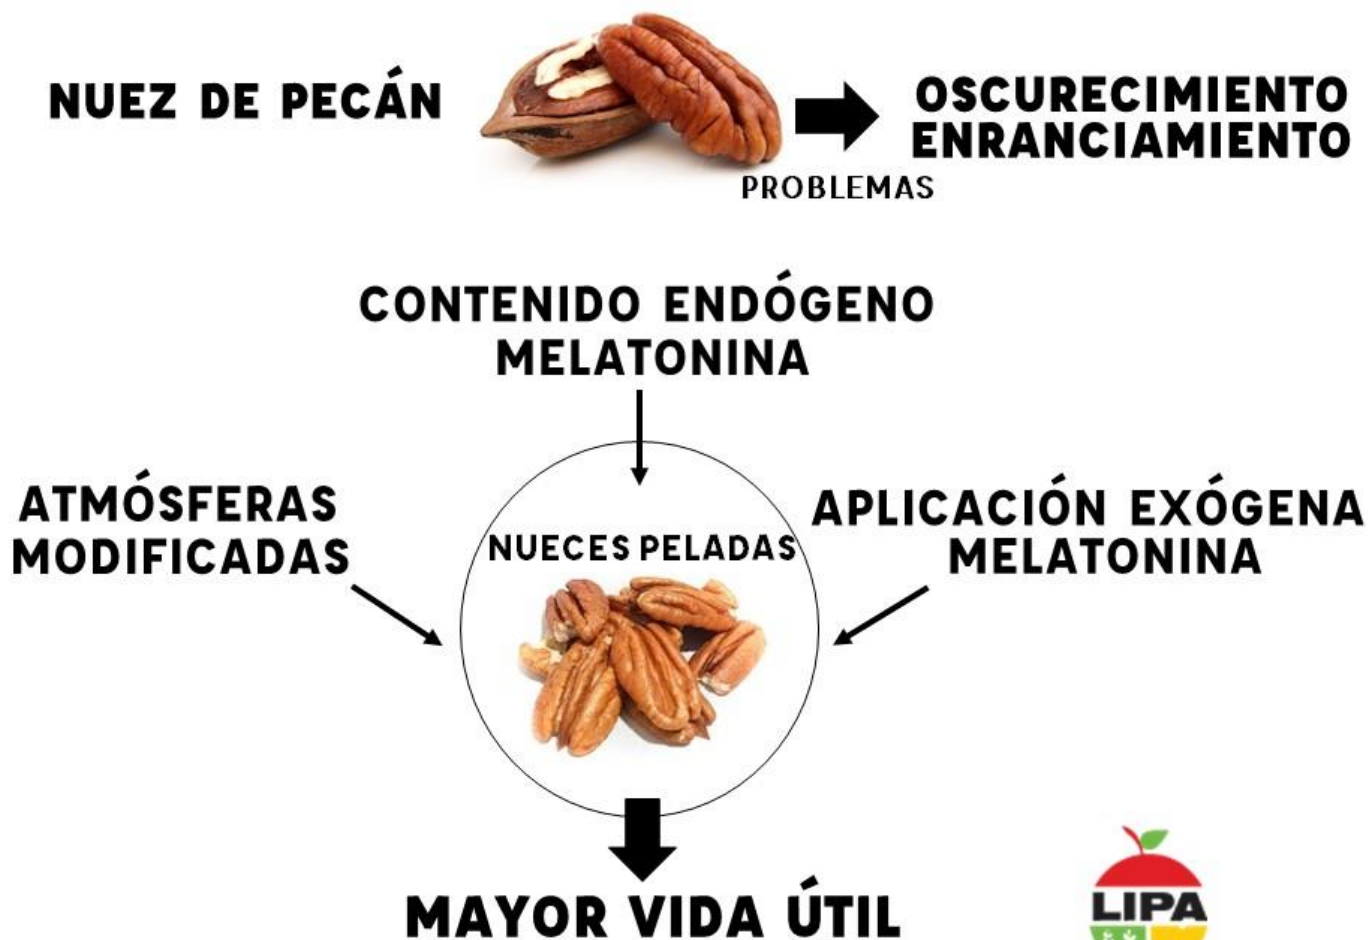 NUEZ DE PECÁN
OSCURECIMIENTO
ENRANCIAMIENTO
PROBLEMAS
CONTENIDO ENDÓGENO
MELATONINA
ATMÓSFERAS
MODIFICADAS
NUECES PELADAS
APLICACIÓN EXÓGENA
MELATONINA
MAYOR VIDA ÚTIL
LIPA